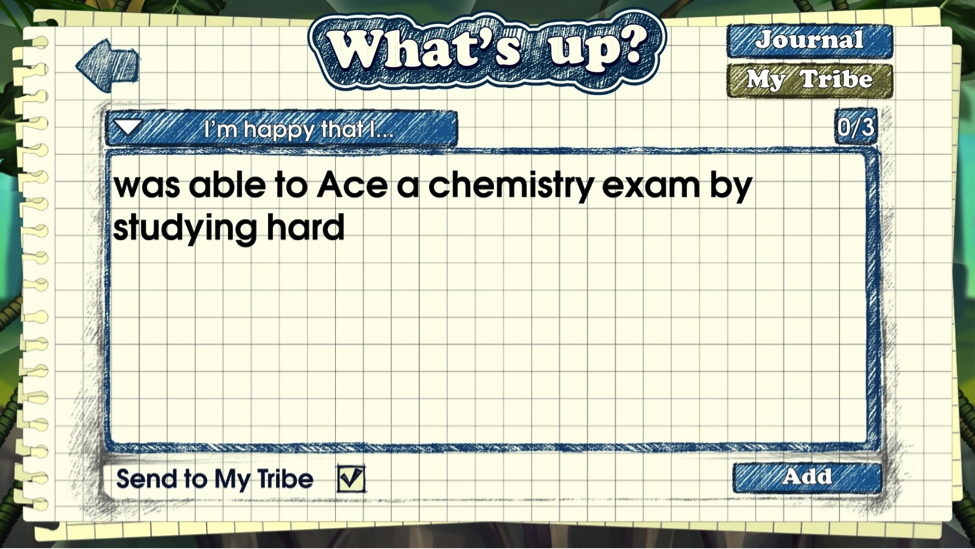 What's up?
Journal
My Tribe
I'm happy that I...
0/3
was able to Ace a chemistry exam by
studying hard
Send to My Tribe
Add